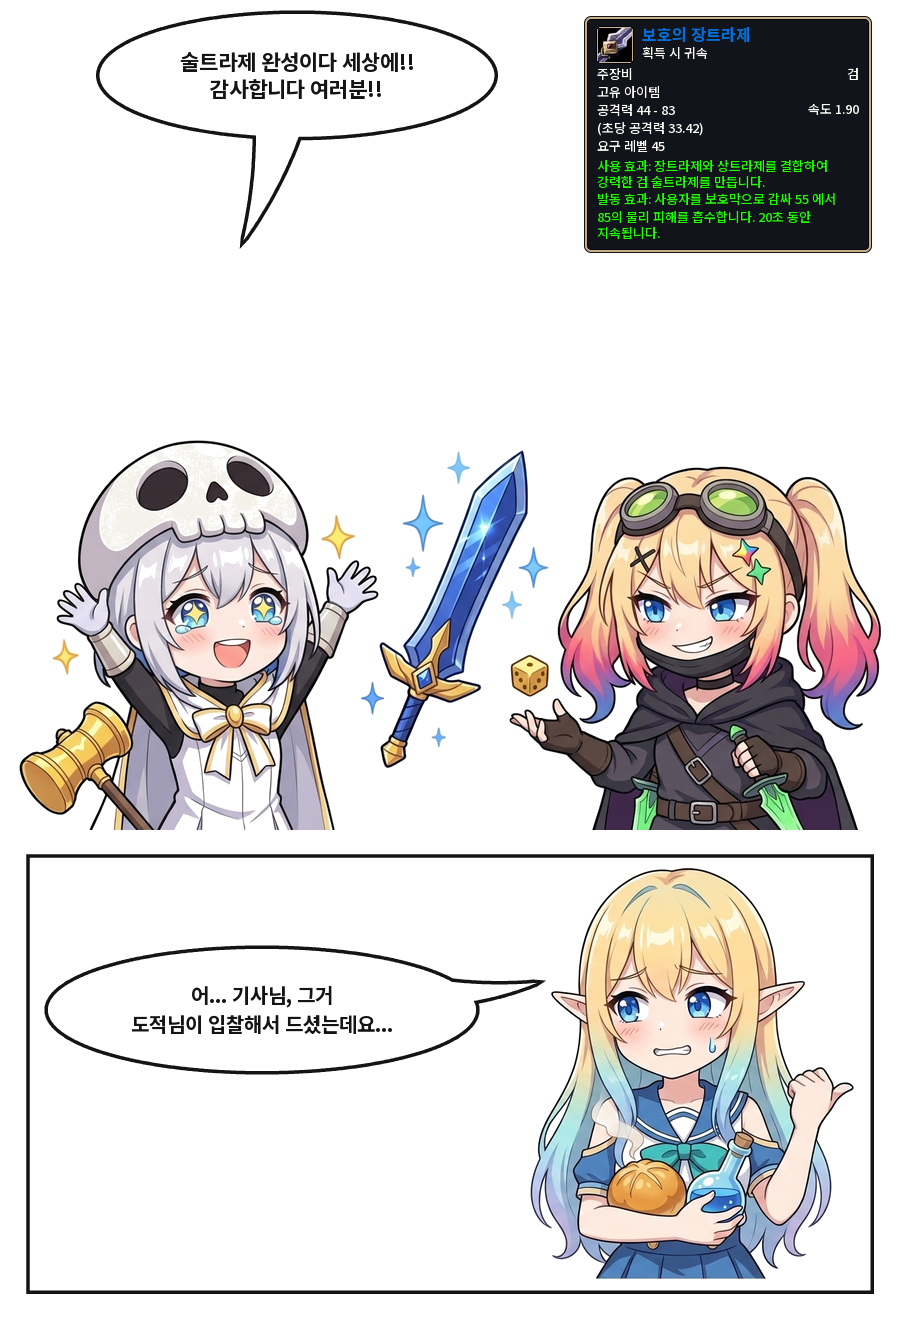 술트라제 완성이다 세상에!!
감사합니다 여러분!!
보호의 장트라제
획득 시 귀속
주장비 검
고유 아이템
공격력 44 - 83 속도 1.90
(초당 공격력 33.42)
요구 레벨 45
사용 효과: 장트라제와 상트라제를 결합하여
강력한 검 술트라제를 만듭니다.
발동 효과: 사용자를 보호막으로 감싸 55 에서
85의 물리 피해를 흡수합니다. 20초 동안
지속됩니다.
어... 기사님, 그거
도적님이 입찰해서 드셨는데요...